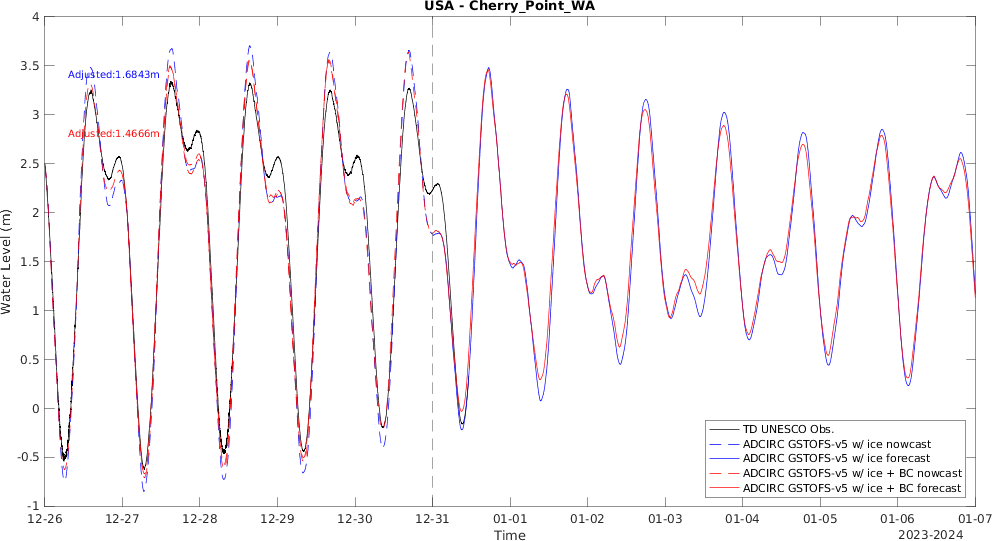 USA - Cherry_Point_WA
4
3.5
3
2.5
2
1.5
1
0.5
0
-0.5
-1
Water Level (m)
Adjusted:1.6843m
Adjusted:1.4666m
TD UNESCO Obs.
ADCIRC GSTOFS-v5 w/ ice nowcast
ADCIRC GSTOFS-v5 w/ ice forecast
ADCIRC GSTOFS-v5 w/ ice + BC nowcast
ADCIRC GSTOFS-v5 w/ ice + BC forecast
12-26 12-27 12-28 12-29 12-30 12-31 01-01 01-02 01-03 01-04 01-05 01-06 01-07
Time
2023-2024